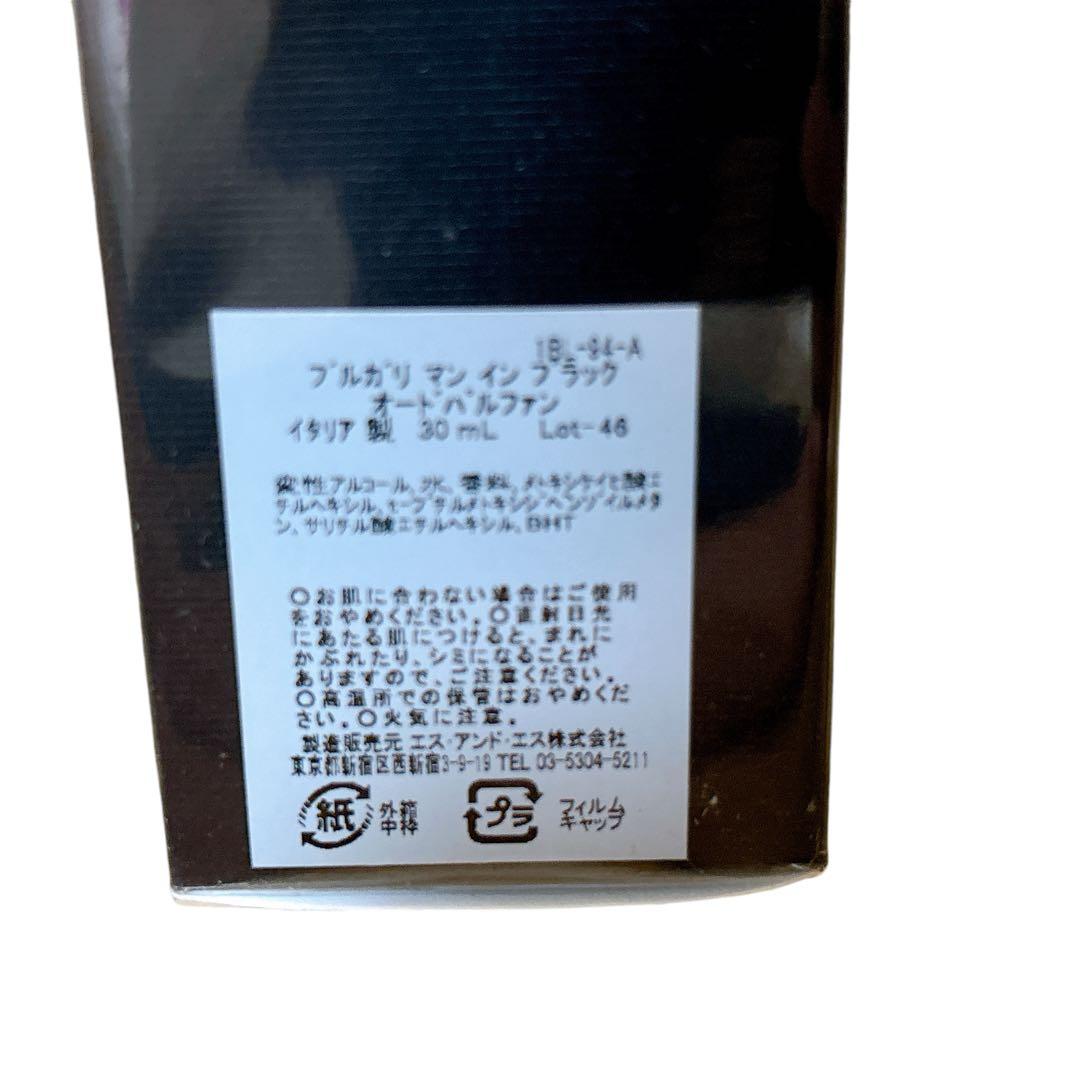 1BL-94-A
ブルガリ マン イン ブラック
オードパルファン
イタリア 製 30mL Lot-46
変性アルコール、水、香料、メトキシケイヒ酸エ
チルヘキシル、t-ブチルメトキシジベンゾイルメタ
ン、サリチル酸エチルヘキシル、BHT
○お肌に合わない場合はご使用
をおやめください。○直射日光
にあたる肌につけると、まれに
かぶれたり、シミになることが
ありますので、ご注意ください。
○高温所での保管はおやめくだ
さい。○火気に注意。
製造販売元 エス・アンド・エス株式会社
東京都新宿区西新宿3-9-19 TEL 03-5304-5211
紙 外箱 プラ フィルム
中枠 キャップ